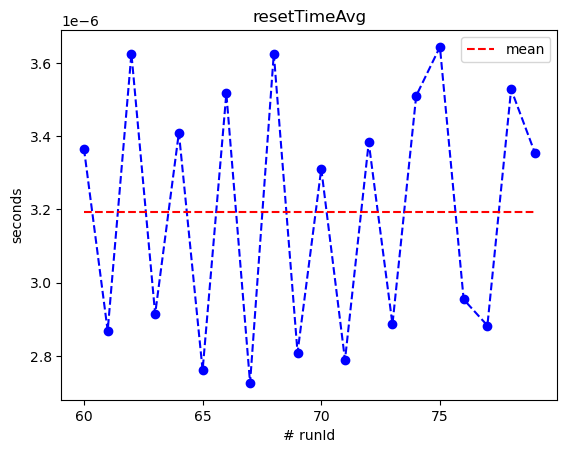 resetTimeAvg
1e−6
mean
3.6
3.4
3.2
3.0
2.8
seconds
60 65 70 75
# runId